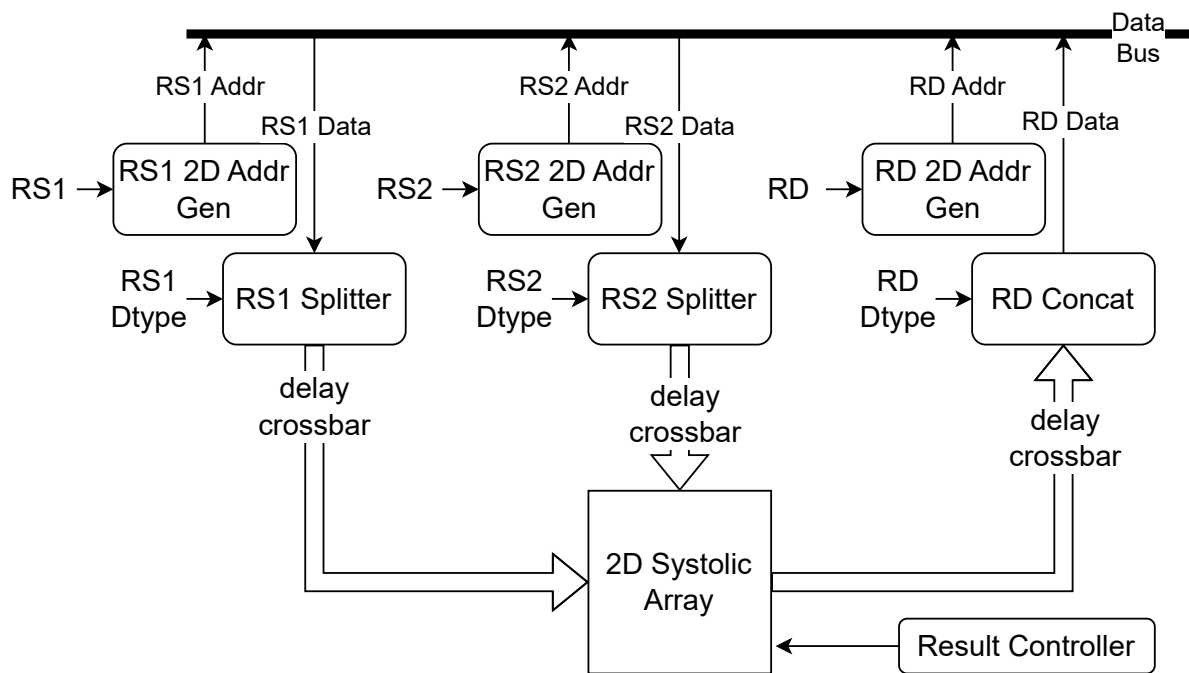 Data
Bus
RS1 Addr
RS2 Addr
RD Addr
RS1 Data
RS2 Data
RD Data
RS1
RS1 2D Addr
Gen
RS2
RS2 2D Addr
Gen
RD
RD 2D Addr
Gen
RS1
Dtype
RS1 Splitter
RS2
Dtype
RS2 Splitter
RD
Dtype
RD Concat
delay
crossbar
delay
crossbar
delay
crossbar
2D Systolic
Array
Result Controller